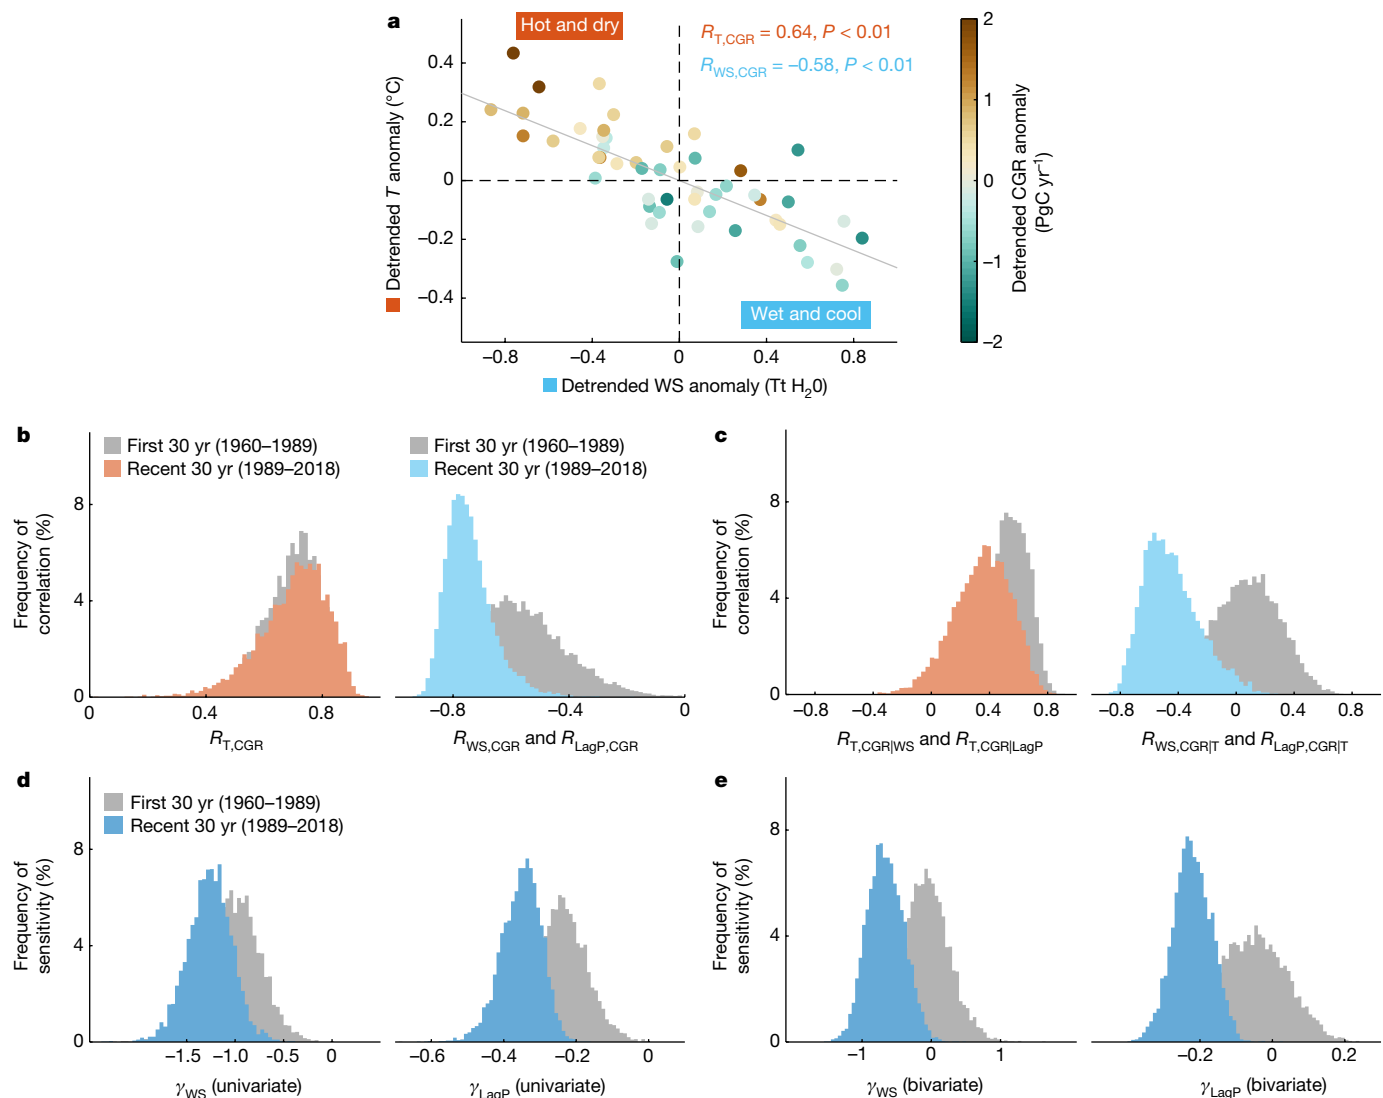 a
Hot and dry
R_T,CGR = 0.64, P < 0.01
R_WS,CGR = −0.58, P < 0.01
Detrended T anomaly (°C)
0.4
0.2
0
−0.2
−0.4
Wet and cool
−0.8 −0.4 0 0.4 0.8
Detrended WS anomaly (Tt H₂0)
2
1
0
−1
−2
Detrended CGR anomaly
(PgC yr⁻¹)
b
First 30 yr (1960–1989)
Recent 30 yr (1989–2018)
Frequency of
correlation (%)
8
4
0
0 0.4 0.8
R_T,CGR
First 30 yr (1960–1989)
Recent 30 yr (1989–2018)
−0.8 −0.4 0
R_WS,CGR and R_LagP,CGR
c
Frequency of
correlation (%)
8
4
0
−0.8 −0.4 0 0.4 0.8
R_T,CGR|WS and R_T,CGR|LagP
−0.8 −0.4 0 0.4 0.8
R_WS,CGR|T and R_LagP,CGR|T
d
First 30 yr (1960–1989)
Recent 30 yr (1989–2018)
Frequency of
sensitivity (%)
8
4
0
−1.5 −1.0 −0.5 0
γ_WS (univariate)
−0.6 −0.4 −0.2 0
γ_LagP (univariate)
e
Frequency of
sensitivity (%)
8
4
0
−1 0 1
γ_WS (bivariate)
−0.2 0 0.2
γ_LagP (bivariate)